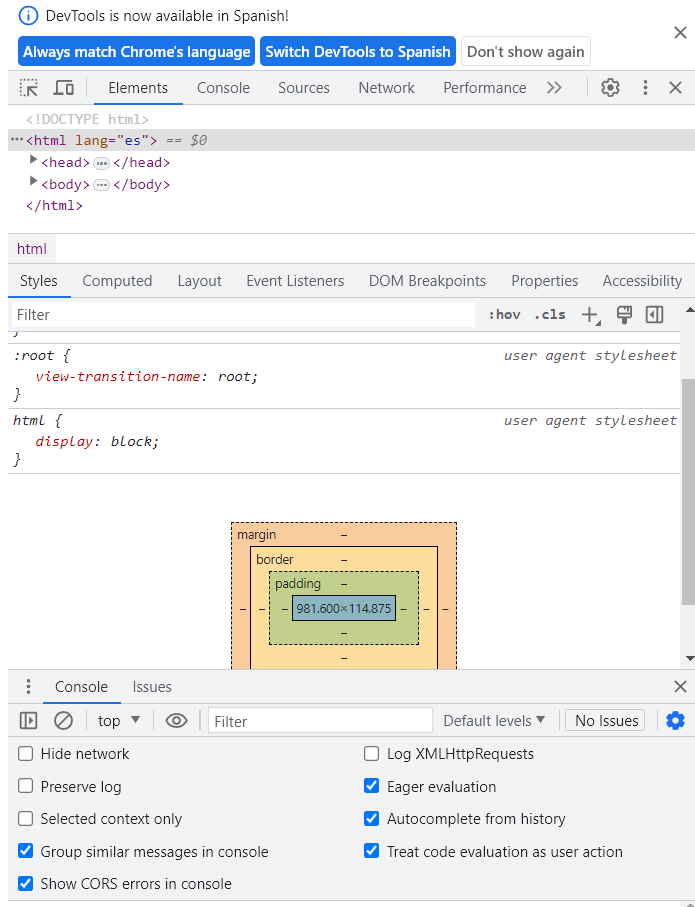 DevTools is now available in Spanish!
Always match Chrome's language Switch DevTools to Spanish Don't show again
Elements Console Sources Network Performance
<!DOCTYPE html>
<html lang="es"> == $0
<head> </head>
<body> </body>
</html>
html
Styles Computed Layout Event Listeners DOM Breakpoints Properties Accessibility
Filter :hov .cls
}
:root { user agent stylesheet
view-transition-name: root;
}
html { user agent stylesheet
display: block;
}
margin –
border –
padding –
– – – 981.600×114.875 – – –
–
–
Console Issues
top Filter Default levels No Issues
Hide network Log XMLHttpRequests
Preserve log Eager evaluation
Selected context only Autocomplete from history
Group similar messages in console Treat code evaluation as user action
Show CORS errors in console